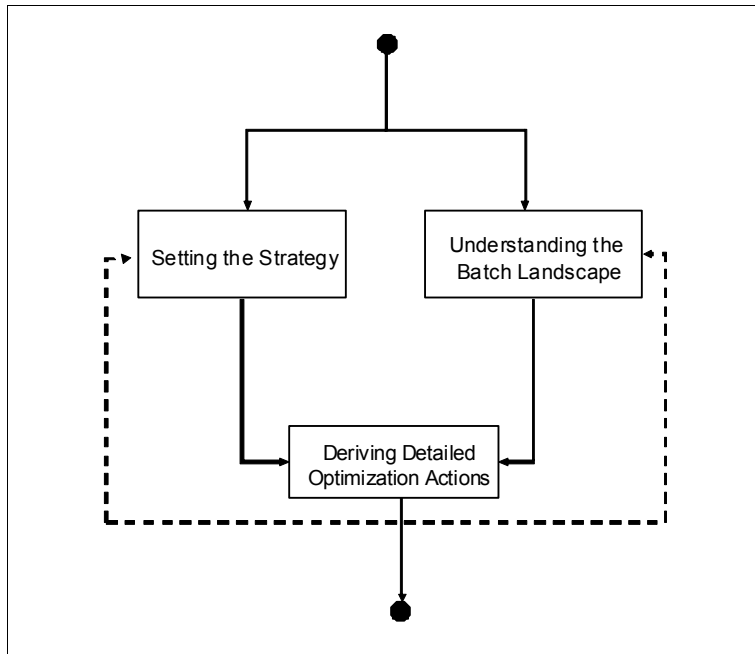 Setting the Strategy
Understanding the
Batch Landscape
Deriving Detailed
Optimization Actions